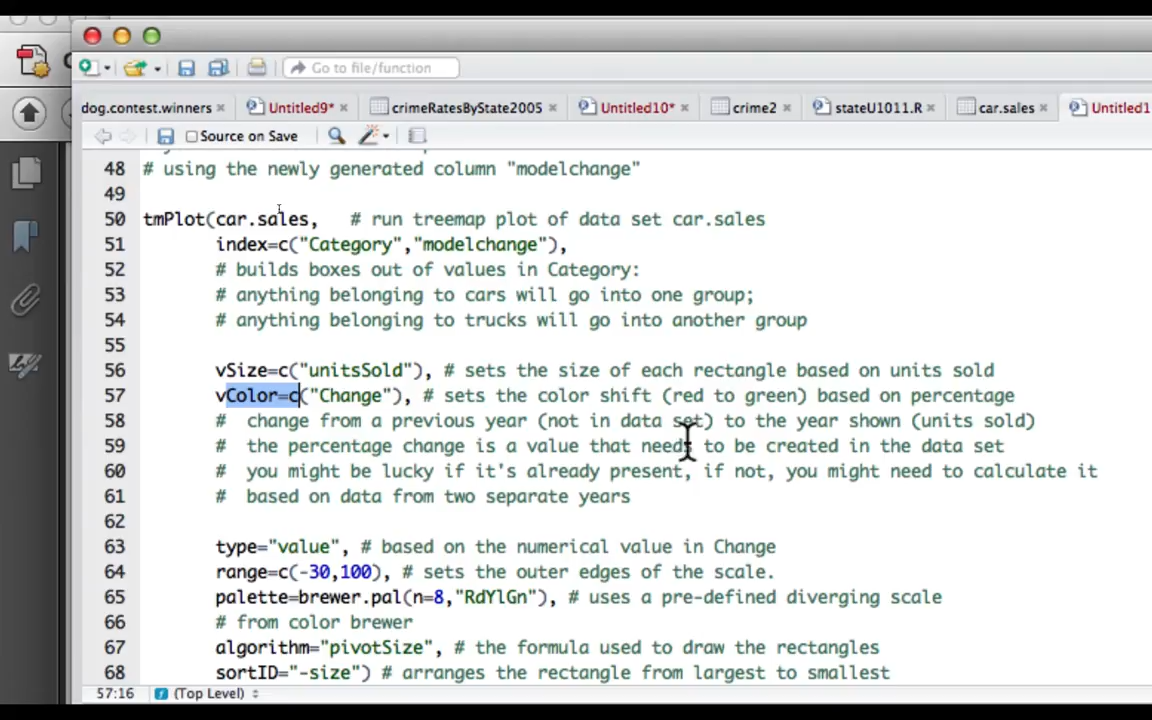 Go to file/function
dog.contest.winners Untitled9* crimeRatesByState2005 Untitled10* crime2 stateU1011.R car.sales Untitled1
Source on Save
48 # using the newly generated column "modelchange"
49
50 tmPlot(car.sales, # run treemap plot of data set car.sales
51 index=c("Category","modelchange"),
52 # builds boxes out of values in Category:
53 # anything belonging to cars will go into one group;
54 # anything belonging to trucks will go into another group
55
56 vSize=c("unitsSold"), # sets the size of each rectangle based on units sold
57 vColor=c("Change"), # sets the color shift (red to green) based on percentage
58 # change from a previous year (not in data set) to the year shown (units sold)
59 # the percentage change is a value that needs to be created in the data set
60 # you might be lucky if it's already present, if not, you might need to calculate it
61 # based on data from two separate years
62
63 type="value", # based on the numerical value in Change
64 range=c(-30,100), # sets the outer edges of the scale.
65 palette=brewer.pal(n=8,"RdYlGn"), # uses a pre-defined diverging scale
66 # from color brewer
67 algorithm="pivotSize", # the formula used to draw the rectangles
68 sortID="-size") # arranges the rectangle from largest to smallest
57:16 (Top Level)